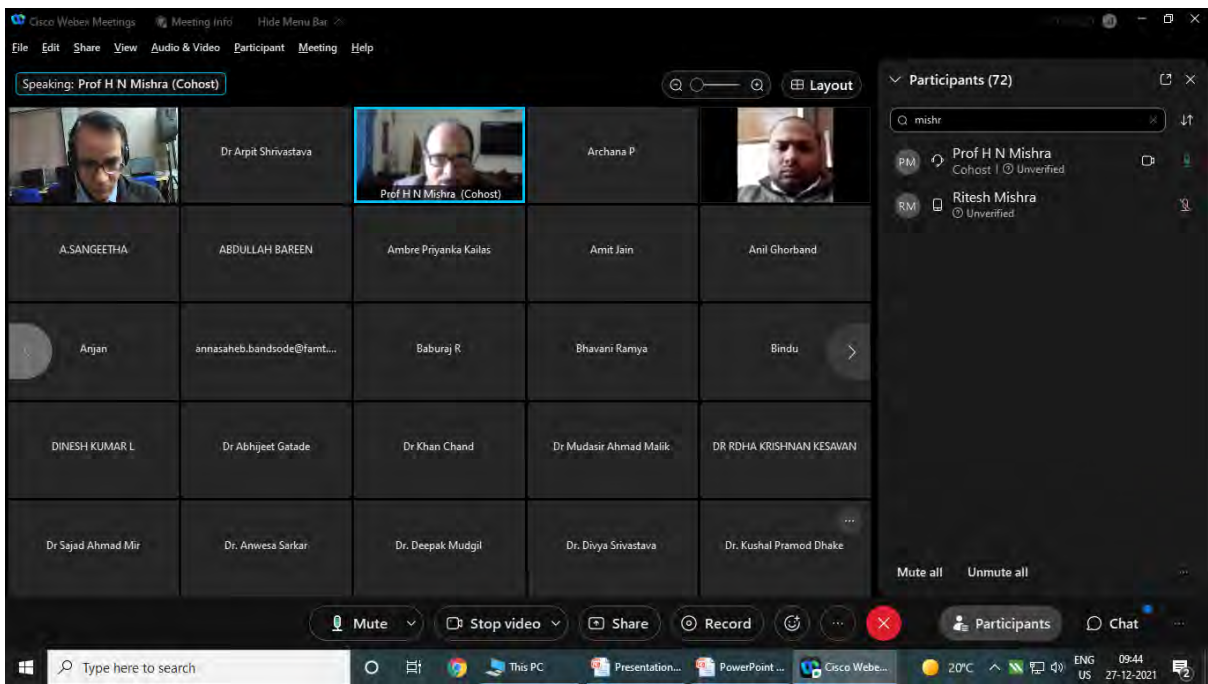 Cisco Webex Meetings Meeting Info Hide Menu Bar
File Edit Share View Audio & Video Participant Meeting Help
Speaking: Prof H N Mishra (Cohost)
Layout
Dr Arpit Shrivastava
Prof H N Mishra (Cohost)
Archana P
A.SANGEETHA
ABDULLAH BAREEN
Ambre Priyanka Kailas
Amit Jain
Anil Ghorband
Anjan
annasaheb.bandsode@famt....
Baburaj R
Bhavani Ramya
Bindu
DINESH KUMAR L
Dr Abhijeet Gatade
Dr Khan Chand
Dr Mudasir Ahmad Malik
DR RDHA KRISHNAN KESAVAN
Dr Sajad Ahmad Mir
Dr. Anwesa Sarkar
Dr. Deepak Mudgil
Dr. Divya Srivastava
Dr. Kushal Pramod Dhake
Participants (72)
mishr
PM Prof H N Mishra
Cohost | Unverified
RM Ritesh Mishra
Unverified
Mute all Unmute all
Mute Stop video Share Record Participants Chat
Type here to search
This PC
Presentation...
PowerPoint ...
Cisco Webe...
20°C
ENG
US
09:44
27-12-2021
2